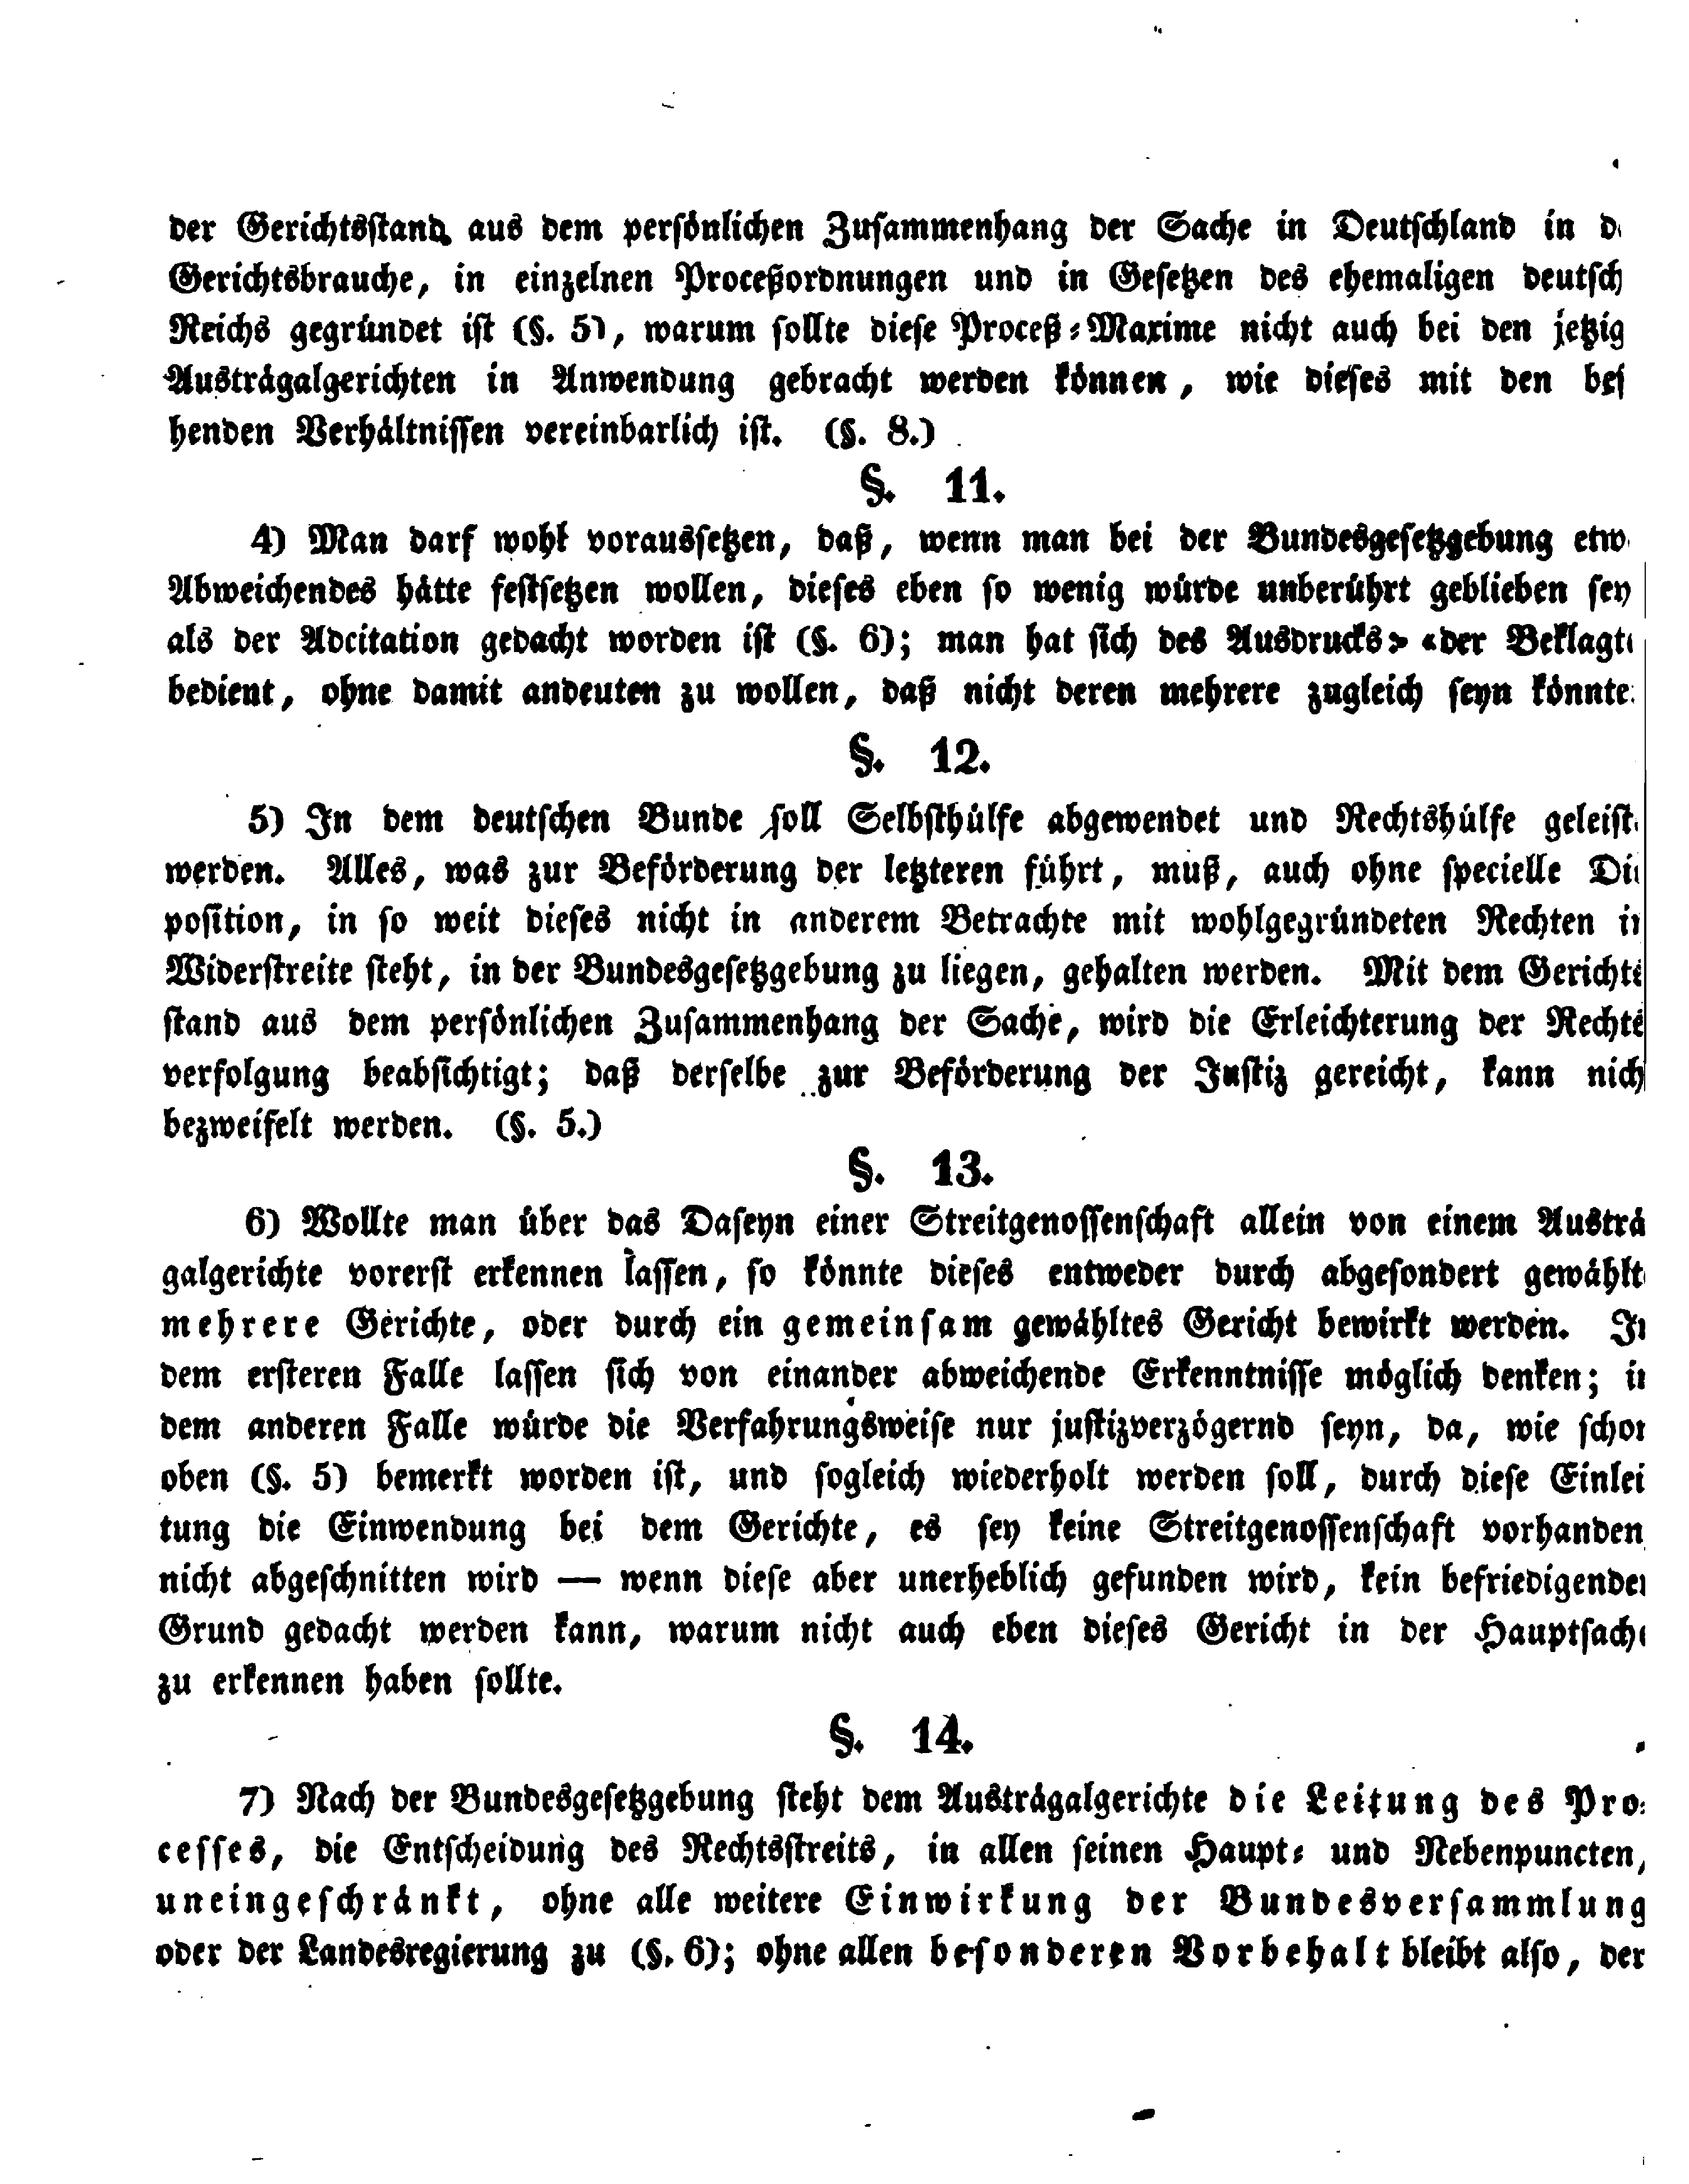 der Gerichtsstand aus dem persönlichen Zusammenhang der Sache in Deutschland in d
Gerichtsbrauche, in einzelnen Proceßordnungen und in Gesetzen des ehemaligen deutsch
Reichs gegründet ist (§. 5), warum sollte diese Proceß-Maxime nicht auch bei den jetzig
Austrägalgerichten in Anwendung gebracht werden können, wie dieses mit den bes
henden Verhältnissen vereinbarlich ist. (§. 8.)
§. 11.
4) Man darf wohl voraussetzen, daß, wenn man bei der Bundesgesetzgebung etw
Abweichendes hätte festsetzen wollen, dieses eben so wenig würde unberührt geblieben sey
als der Adcitation gedacht worden ist (§. 6); man hat sich des Ausdrucks» «der Beklagt
bedient, ohne damit andeuten zu wollen, daß nicht deren mehrere zugleich seyn könnte
§. 12.
5) In dem deutschen Bunde soll Selbsthülfe abgewendet und Rechtshülfe geleist
werden. Alles, was zur Beförderung der letzteren führt, muß, auch ohne specielle Di
position, in so weit dieses nicht in anderem Betrachte mit wohlgegründeten Rechten i
Widerstreite steht, in der Bundesgesetzgebung zu liegen, gehalten werden. Mit dem Gerichts
stand aus dem persönlichen Zusammenhang der Sache, wird die Erleichterung der Rechts
verfolgung beabsichtigt; daß derselbe zur Beförderung der Justiz gereicht, kann nich
bezweifelt werden. (§. 5.)
§. 13.
6) Wollte man über das Daseyn einer Streitgenossenschaft allein von einem Austrä
galgerichte vorerst erkennen lassen, so könnte dieses entweder durch abgesondert gewählt
mehrere Gerichte, oder durch ein gemeinsam gewähltes Gericht bewirkt werden. In
dem ersteren Falle lassen sich von einander abweichende Erkenntnisse möglich denken; in
dem anderen Falle würde die Verfahrungsweise nur justizverzögernd seyn, da, wie schon
oben (§. 5) bemerkt worden ist, und sogleich wiederholt werden soll, durch diese Einlei
tung die Einwendung bei dem Gerichte, es sey keine Streitgenossenschaft vorhanden
nicht abgeschnitten wird — wenn diese aber unerheblich gefunden wird, kein befriedigender
Grund gedacht werden kann, warum nicht auch eben dieses Gericht in der Hauptsache
zu erkennen haben sollte.
§. 14.
7) Nach der Bundesgesetzgebung steht dem Austrägalgerichte die Leitung des Pro-
cesses, die Entscheidung des Rechtsstreits, in allen seinen Haupt- und Nebenpuncten,
uneingeschränkt, ohne alle weitere Einwirkung der Bundesversammlung
oder der Landesregierung zu (§. 6); ohne allen besonderen Vorbehalt bleibt also, der